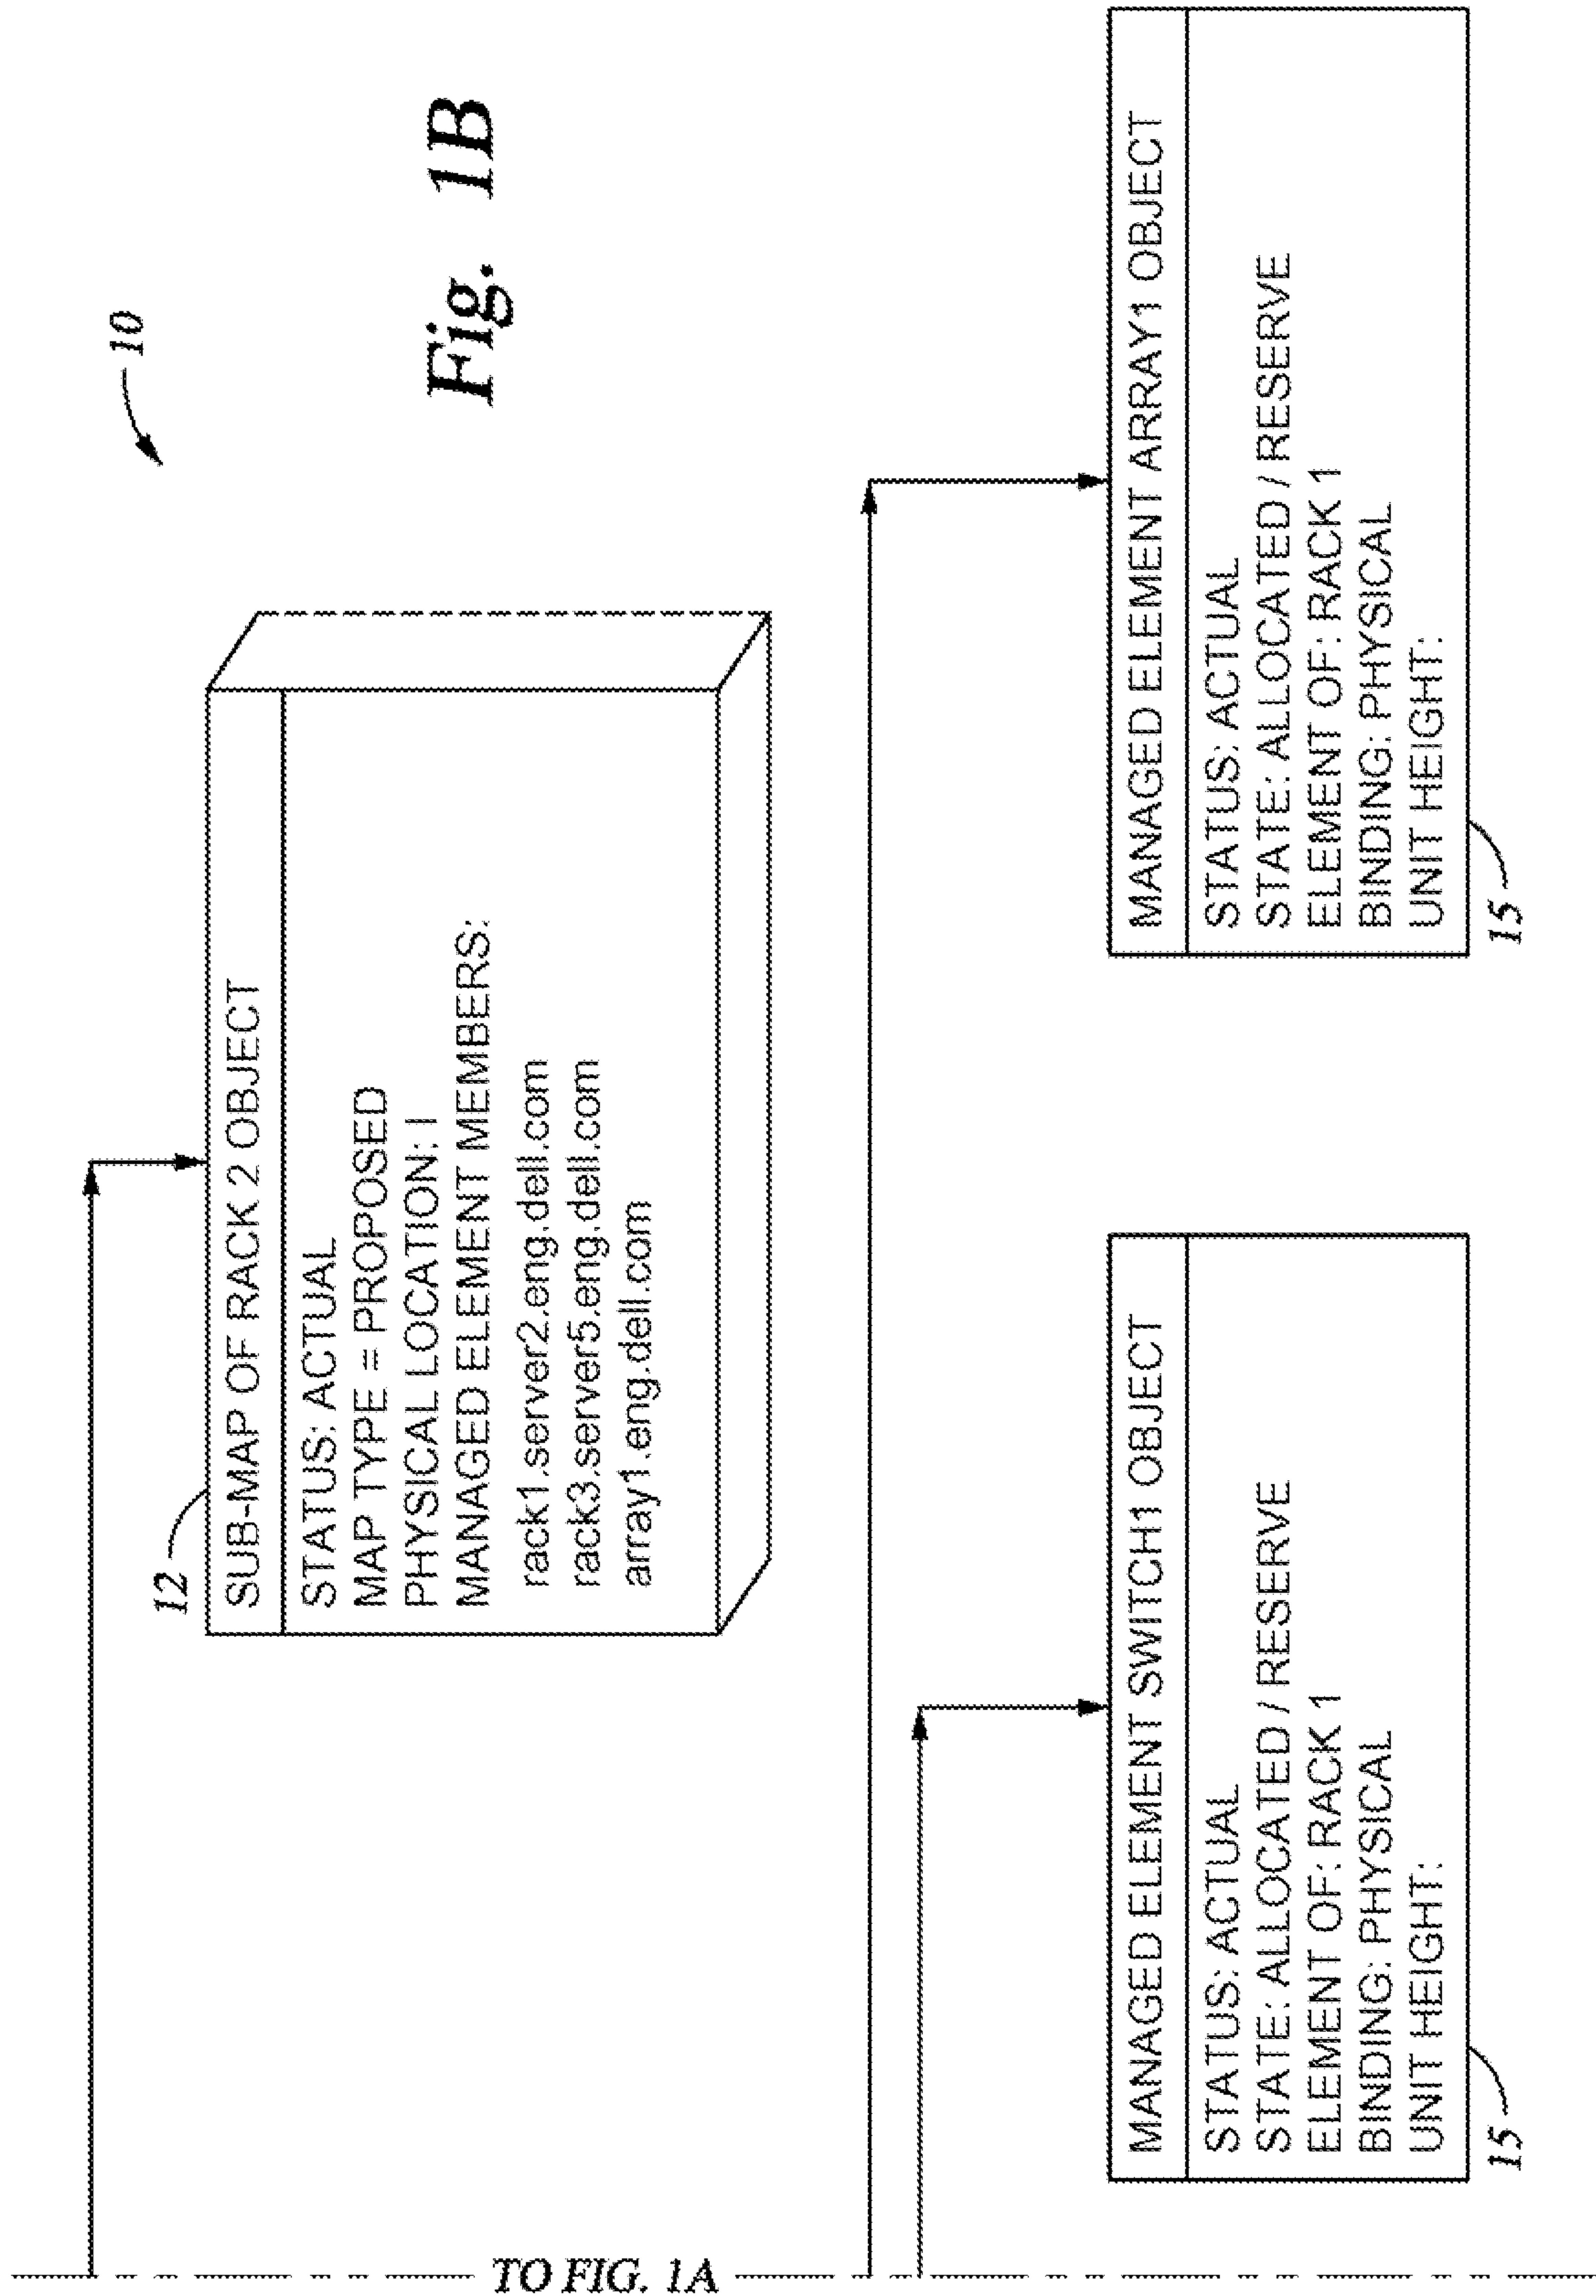 10
Fig. 1B
12
SUB-MAP OF RACK 2 OBJECT
STATUS: ACTUAL
MAP TYPE = PROPOSED
PHYSICAL LOCATION: I
MANAGED ELEMENT MEMBERS:
rack1.server2.eng.dell.com
rack3.server5.eng.dell.com
array1.eng.dell.com
TO FIG. 1A
MANAGED ELEMENT SWITCH1 OBJECT
STATUS: ACTUAL
STATE: ALLOCATED / RESERVE
ELEMENT OF: RACK 1
BINDING: PHYSICAL
UNIT HEIGHT:
15
MANAGED ELEMENT ARRAY1 OBJECT
STATUS: ACTUAL
STATE: ALLOCATED / RESERVE
ELEMENT OF: RACK 1
BINDING: PHYSICAL
UNIT HEIGHT:
15